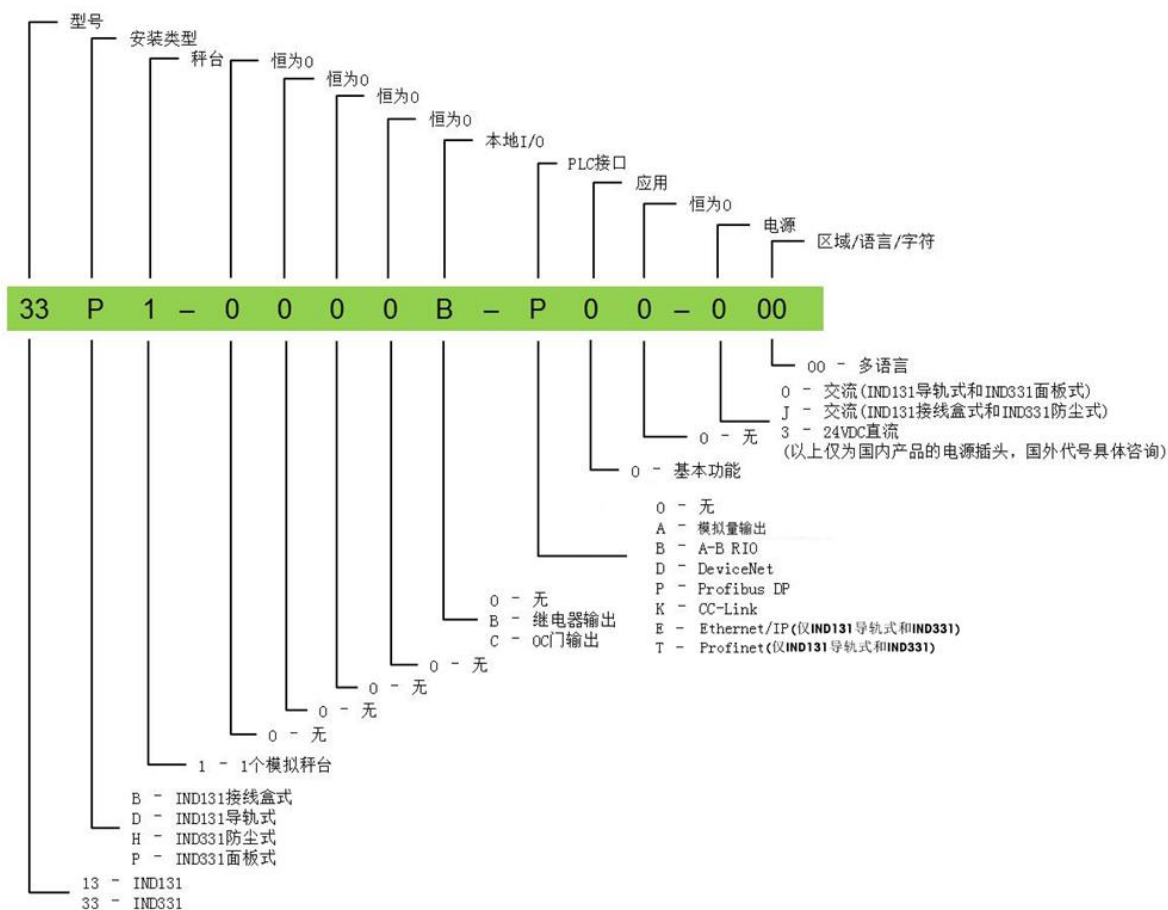 型号
安装类型
秤台
恒为0
恒为0
恒为0
恒为0
本地I/O
PLC接口
应用
恒为0
电源
区域/语言/字符
33 P 1 – 0 0 0 0 B – P 0 0 – 0 00
00 - 多语言
0 - 交流(IND131导轨式和IND331面板式)
J - 交流(IND131接线盒式和IND331防尘式)
3 - 24VDC直流
(以上仅为国内产品的电源插头，国外代号具体咨询)
0 - 无
0 - 基本功能
0 - 无
A - 模拟量输出
B - A-B RIO
D - DeviceNet
P - Profibus DP
K - CC-Link
E - Ethernet/IP(仅IND131导轨式和IND331)
T - Profinet(仅IND131导轨式和IND331)
0 - 无
B - 继电器输出
C - OC门输出
0 - 无
0 - 无
0 - 无
0 - 无
1 - 1个模拟秤台
B - IND131接线盒式
D - IND131导轨式
H - IND331防尘式
P - IND331面板式
13 - IND131
33 - IND331